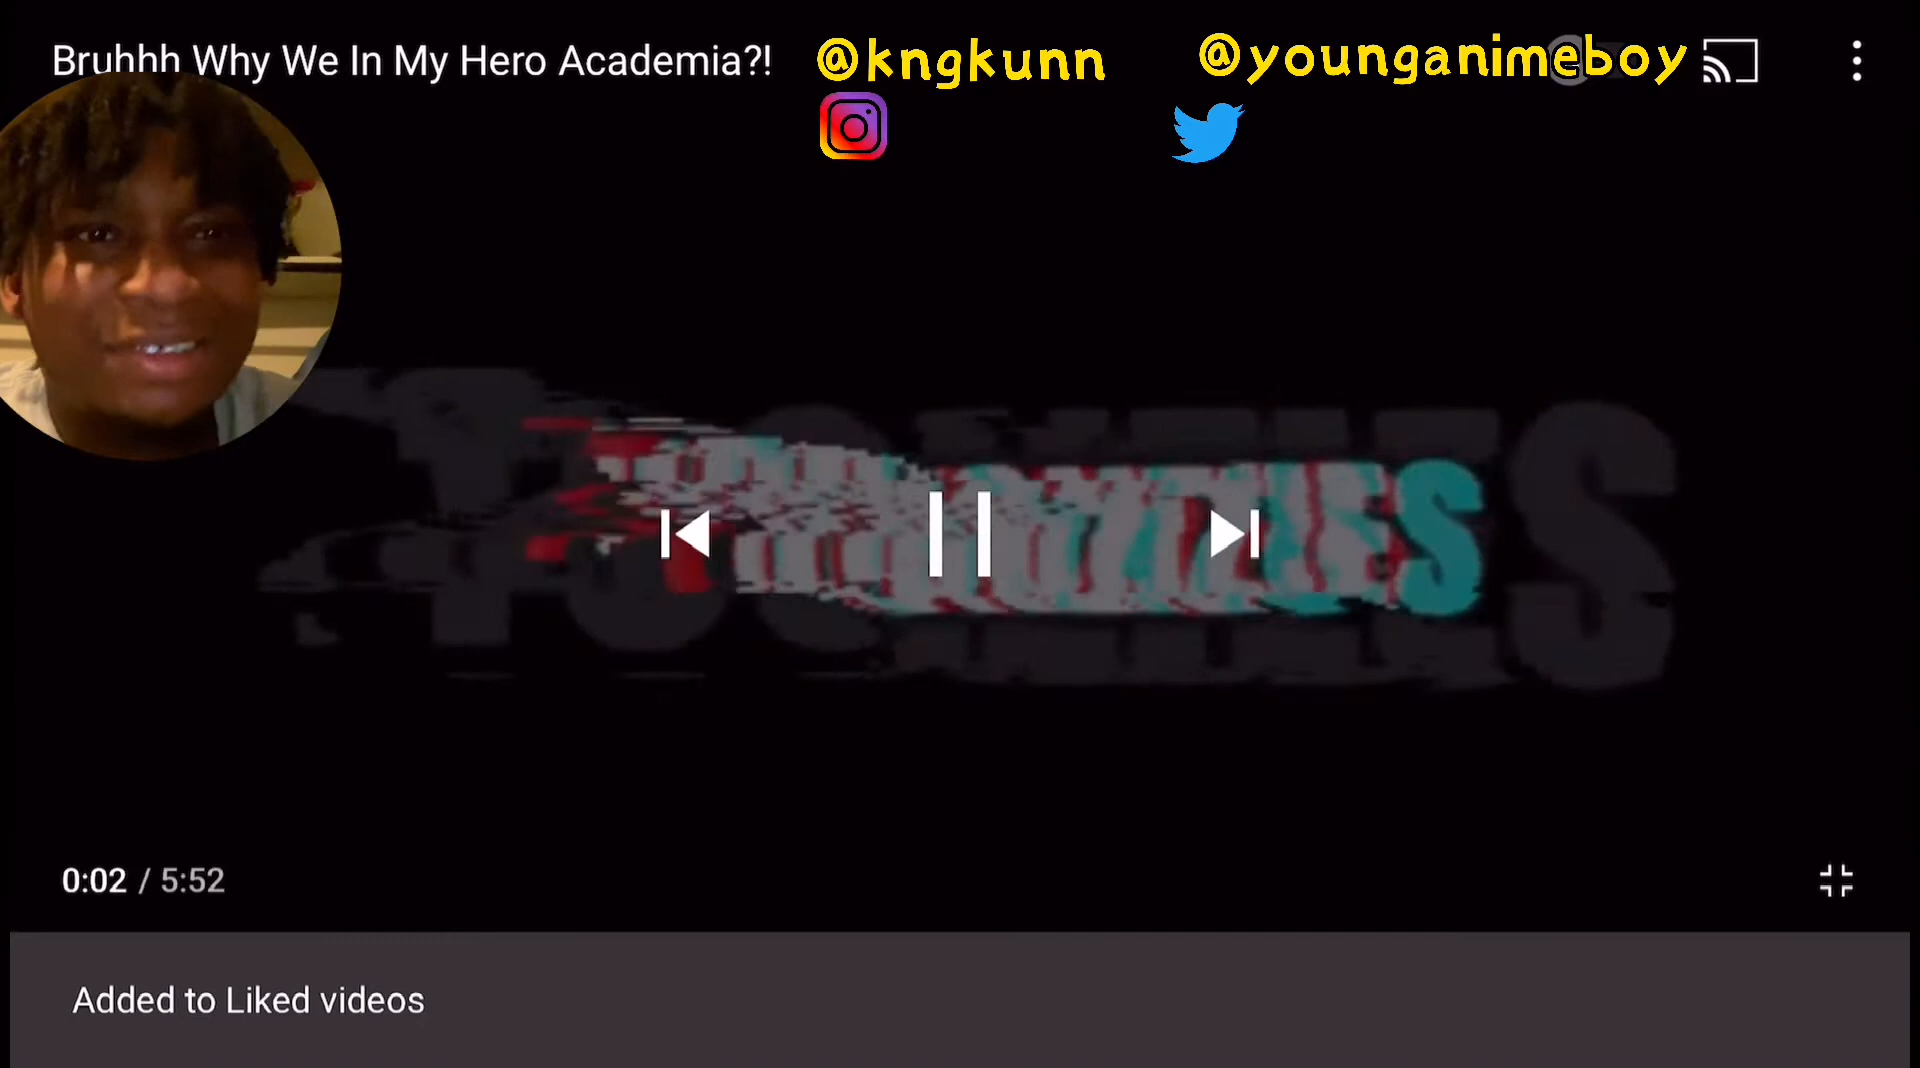 Bruhhh Why We In My Hero Academia?!
@kngkunn
@younganimeboy
0:02 / 5:52
Added to Liked videos